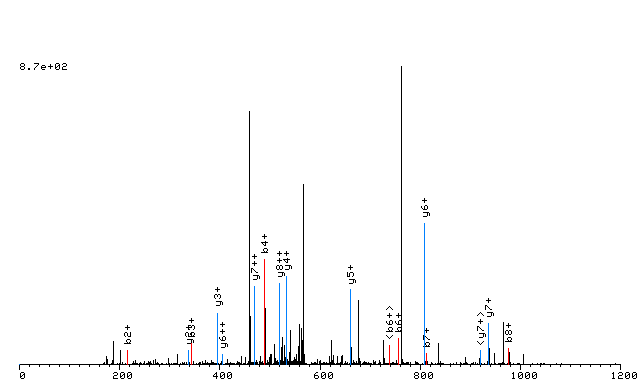 8.7e+02
y6+
b4+
y7++
y8++
y4+
y5+
y3+
<b6+>
b6+
<y7+>
y7+
b2+
b3+
y6++
b7+
b8+
0 200 400 600 800 1000 1200